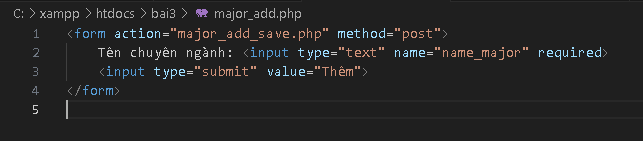 C: > xampp > htdocs > bai3 > major_add.php
1 <form action="major_add_save.php" method="post">
2 Tên chuyên ngành: <input type="text" name="name_major" required>
3 <input type="submit" value="Thêm">
4 </form>
5